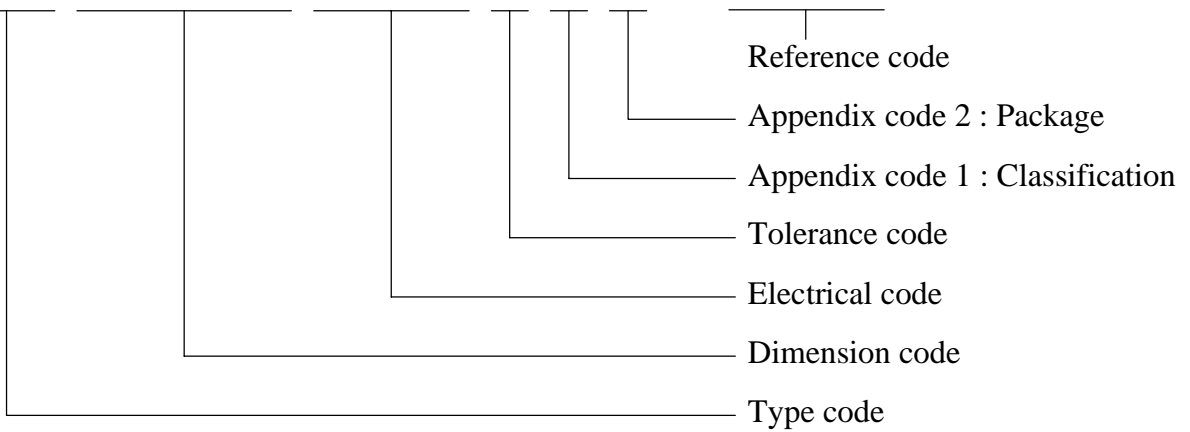 Reference code
Appendix code 2 : Package
Appendix code 1 : Classification
Tolerance code
Electrical code
Dimension code
Type code